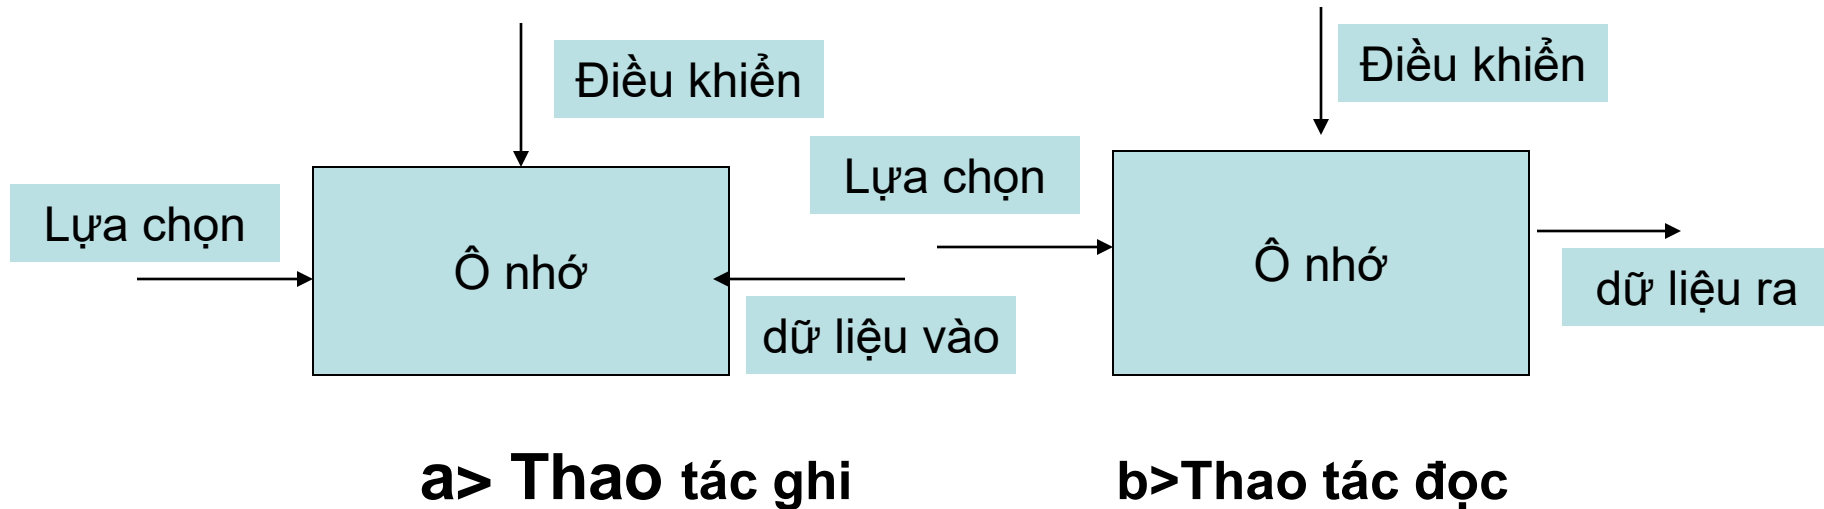 Điều khiển
Lựa chọn
Ô nhớ
dữ liệu vào
a> Thao tác ghi
Điều khiển
Lựa chọn
Ô nhớ
dữ liệu ra
b>Thao tác đọc